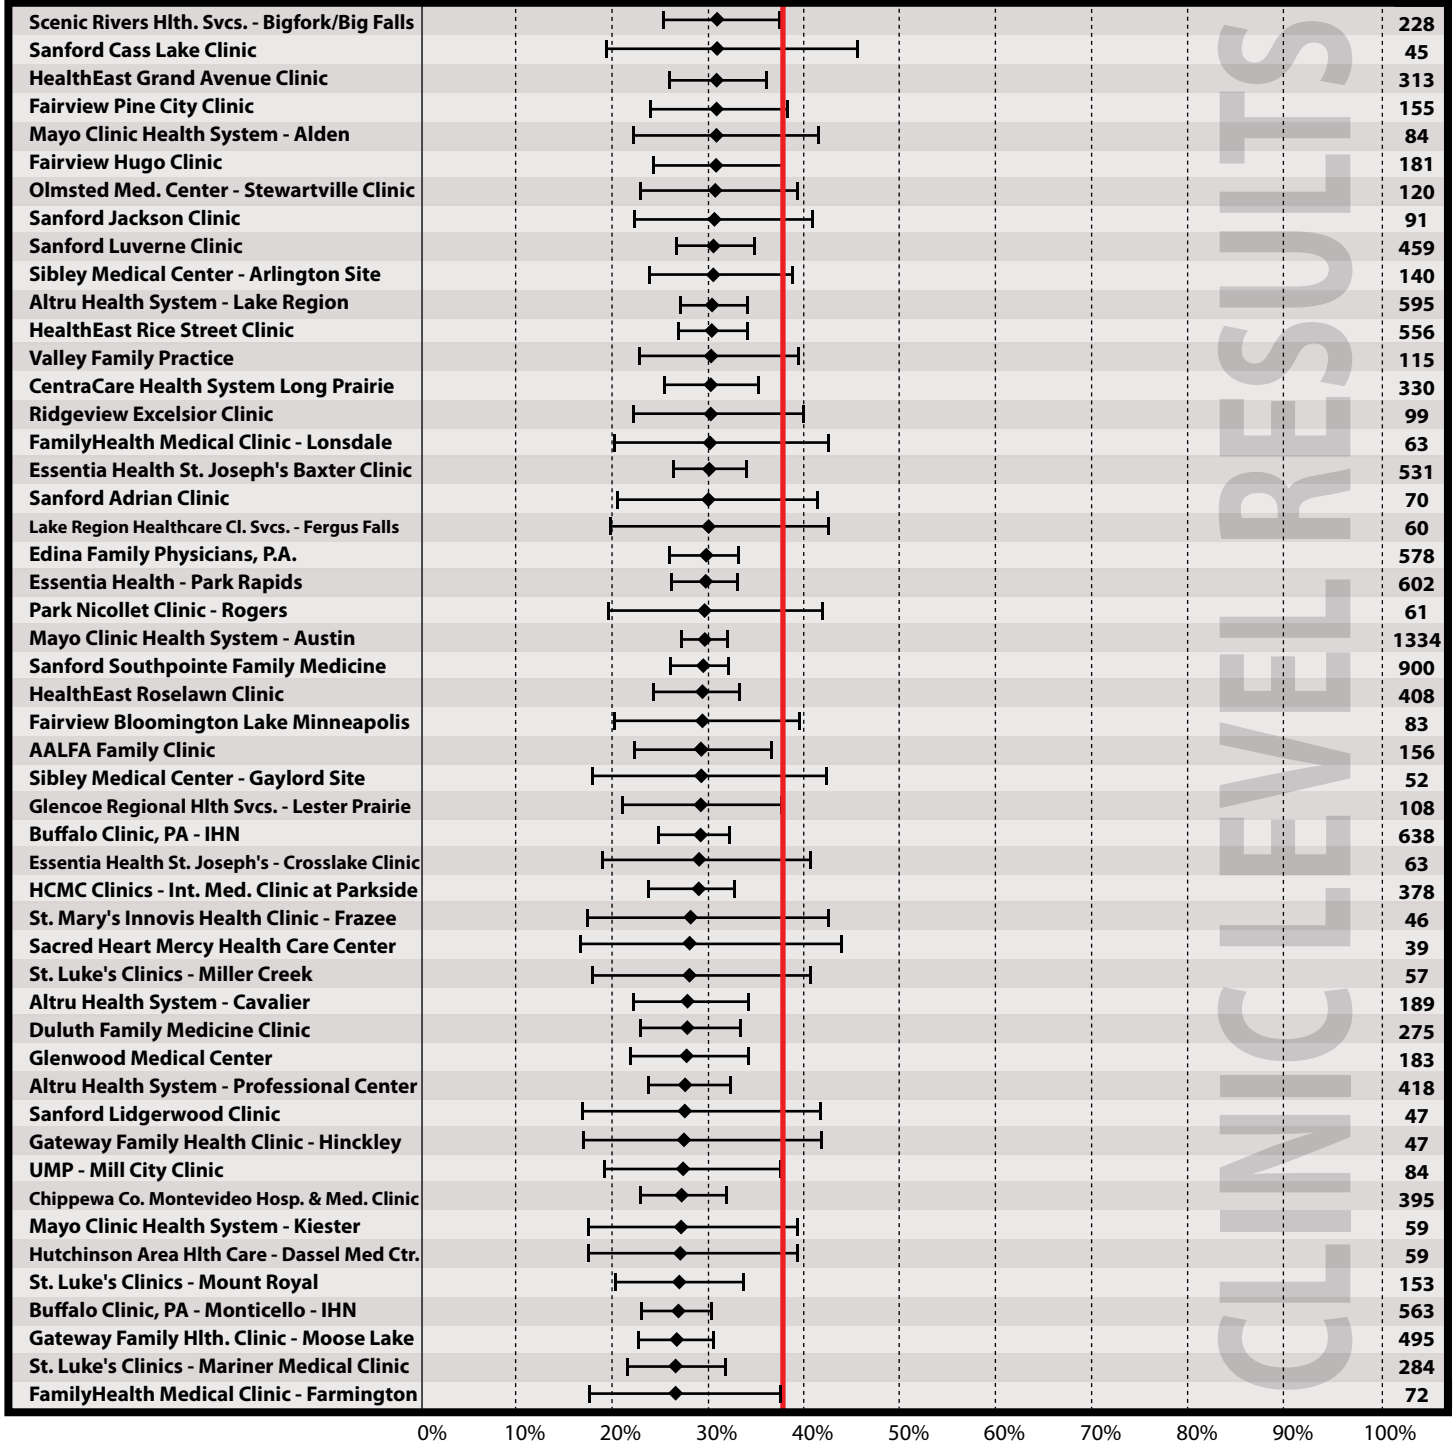 Scenic Rivers Hlth. Svcs. - Bigfork/Big Falls 228
Sanford Cass Lake Clinic 45
HealthEast Grand Avenue Clinic 313
Fairview Pine City Clinic 155
Mayo Clinic Health System - Alden 84
Fairview Hugo Clinic 181
Olmsted Med. Center - Stewartville Clinic 120
Sanford Jackson Clinic 91
Sanford Luverne Clinic 459
Sibley Medical Center - Arlington Site 140
Altru Health System - Lake Region 595
HealthEast Rice Street Clinic 556
Valley Family Practice 115
CentraCare Health System Long Prairie 330
Ridgeview Excelsior Clinic 99
FamilyHealth Medical Clinic - Lonsdale 63
Essentia Health St. Joseph's Baxter Clinic 531
Sanford Adrian Clinic 70
Lake Region Healthcare Cl. Svcs. - Fergus Falls 60
Edina Family Physicians, P.A. 578
Essentia Health - Park Rapids 602
Park Nicollet Clinic - Rogers 61
Mayo Clinic Health System - Austin 1334
Sanford Southpointe Family Medicine 900
HealthEast Roselawn Clinic 408
Fairview Bloomington Lake Minneapolis 83
AALFA Family Clinic 156
Sibley Medical Center - Gaylord Site 52
Glencoe Regional Hlth Svcs. - Lester Prairie 108
Buffalo Clinic, PA - IHN 638
Essentia Health St. Joseph's - Crosslake Clinic 63
HCMC Clinics - Int. Med. Clinic at Parkside 378
St. Mary's Innovis Health Clinic - Frazee 46
Sacred Heart Mercy Health Care Center 39
St. Luke's Clinics - Miller Creek 57
Altru Health System - Cavalier 189
Duluth Family Medicine Clinic 275
Glenwood Medical Center 183
Altru Health System - Professional Center 418
Sanford Lidgerwood Clinic 47
Gateway Family Health Clinic - Hinckley 47
UMP - Mill City Clinic 84
Chippewa Co. Montevideo Hosp. & Med. Clinic 395
Mayo Clinic Health System - Kiester 59
Hutchinson Area Hlth Care - Dassel Med Ctr. 59
St. Luke's Clinics - Mount Royal 153
Buffalo Clinic, PA - Monticello - IHN 563
Gateway Family Hlth. Clinic - Moose Lake 495
St. Luke's Clinics - Mariner Medical Clinic 284
FamilyHealth Medical Clinic - Farmington 72
0% 10% 20% 30% 40% 50% 60% 70% 80% 90% 100%
CLINIC LEVEL RESULTS